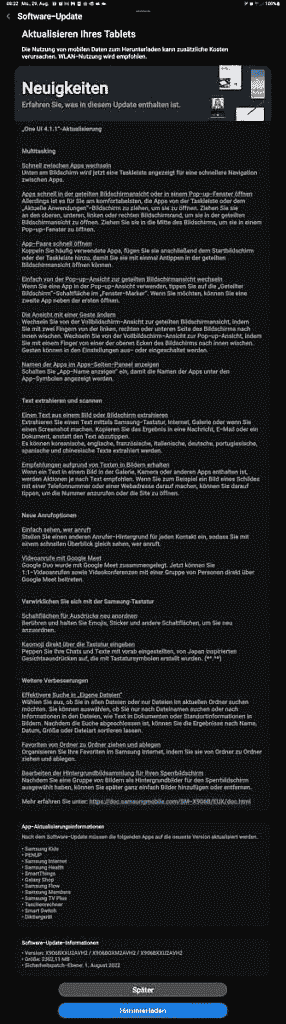 Mo., 29. Aug.
100%
< Software-Update
Aktualisieren Ihres Tablets
Die Nutzung von mobilen Daten zum Herunterladen kann zusätzliche Kosten
verursachen. WLAN-Nutzung wird empfohlen.
Neuigkeiten
Erfahren Sie, was in diesem Update enthalten ist.
„One UI 4.1.1“-Aktualisierung
Multitasking
Schnell zwischen Apps wechseln
Unten am Bildschirm wird jetzt eine Taskleiste angezeigt für eine schnellere Navigation
zwischen Apps.
Apps schnell in der geteilten Bildschirmansicht oder in einem Pop-up-Fenster öffnen
Allerdings ist es für Sie am komfortabelsten, die Apps von der Taskleiste oder dem
„Aktuelle Anwendungen“-Bildschirm zu ziehen, um sie zu öffnen. Ziehen Sie sie
an den oberen, unteren, linken oder rechten Bildschirmrand, um sie in der geteilten
Bildschirmansicht zu öffnen. Ziehen Sie sie in die Mitte des Bildschirms, um sie in einem
Pop-up-Fenster zu öffnen.
App-Paare schnell öffnen
Koppeln Sie häufig verwendete Apps, fügen Sie sie anschließend dem Startbildschirm
oder der Taskleiste hinzu, damit Sie sie mit einmal Antippen in der geteilten
Bildschirmansicht öffnen können.
Einfach von der Pop-up-Ansicht zur geteilten Bildschirmansicht wechseln
Wenn Sie eine App in der Pop-up-Ansicht verwenden, tippen Sie auf die „Geteilter
Bildschirm“-Schaltfläche im „Fenster-Marker“. Wenn Sie möchten, können Sie eine
zweite App neben der ersten öffnen.
Die Ansicht mit einer Geste ändern
Wechseln Sie von der Vollbildschirm-Ansicht zur geteilten Bildschirmansicht, indem
Sie mit zwei Fingern von der linken, rechten oder unteren Seite des Bildschirms nach
innen wischen. Wechseln Sie von der Vollbildschirm-Ansicht zur Pop-up-Ansicht, indem
Sie mit einem Finger von einer der oberen Ecken des Bildschirms nach innen wischen.
Gesten können in den Einstellungen aus- oder eingeschaltet werden.
Namen der Apps im Apps-Seiten-Paneel anzeigen
Schalten Sie „App-Name anzeigen“ ein, damit die Namen der Apps unter den
App-Symbolen angezeigt werden.
Text extrahieren und scannen
Einen Text aus einem Bild oder Bildschirm extrahieren
Extrahieren Sie einen Text mittels Samsung-Tastatur, Internet, Galerie oder wenn Sie
einen Screenshot machen. Kopieren Sie das Ergebnis in eine Nachricht, E-Mail oder ein
Dokument, anstatt den Text abzutippen.
Es können koreanische, englische, französische, italienische, deutsche, portugiesische,
spanische und chinesische Texte extrahiert werden.
Empfehlungen aufgrund von Texten in Bildern erhalten
Wenn ein Text in einem Bild in der Galerie, Kamera oder anderen Apps enthalten ist,
werden Aktionen je nach Text empfohlen. Wenn Sie zum Beispiel ein Bild eines Schildes
mit einer Telefonnummer oder einer Webadresse darauf machen, können Sie darauf
tippen, um die Nummer anzurufen oder die Site zu öffnen.
Neue Anrufoptionen
Einfach sehen, wer anruft
Stellen Sie einen anderen Anrufer-Hintergrund für jeden Kontakt ein, sodass Sie mit
einem schnellen Überblick gleich sehen, wer anruft.
Videoanrufe mit Google Meet
Google Duo wurde mit Google Meet zusammengelegt. Jetzt können Sie
1:1-Videoanrufen sowie Videokonferenzen mit einer Gruppe von Personen direkt über
Google Meet beitreten.
Verwirklichen Sie sich mit der Samsung-Tastatur
Schaltflächen für Ausdrücke neu anordnen
Berühren und halten Sie Emojis, Sticker und andere Schaltflächen, um Sie neu
anzuordnen.
Kaomoji direkt über die Tastatur eingeben
Peppen Sie Ihre Chats und Texte mit vorab eingestellten, von Japan inspirierten
Gesichtsausdrücken auf, die mit Tastatursymbolen erstellt wurden. (**.**)
Weitere Verbesserungen
Effektivere Suche in „Eigene Dateien“
Wählen Sie aus, ob Sie in allen Dateien oder nur Dateien im aktuellen Ordner suchen
möchten. Sie können auswählen, ob Sie nur nach Dateinamen suchen oder nach
Informationen in den Dateien, wie Text in Dokumenten oder Standortinformationen in
Bildern. Nachdem die Suche abgeschlossen ist, können Sie die Ergebnisse nach Name,
Datum, Größe oder Dateiart sortieren lassen.
Favoriten von Ordner zu Ordner ziehen und ablegen
Organisieren Sie Ihre Favoriten im Samsung Internet, indem Sie sie von Ordner zu Ordner
ziehen und ablegen.
Bearbeiten der Hintergrundbildsammlung für Ihren Sperrbildschirm
Nachdem Sie eine Gruppe von Bildern als Hintergrundbilder für den Sperrbildschirm
ausgewählt haben, können Sie später ganz einfach Bilder hinzufügen oder entfernen.
Mehr erfahren Sie unter: https://doc.samsungmobile.com/SM-X906B/EUX/doc.html
App-Aktualisierungsinformationen
Nach dem Software-Update müssen die folgenden Apps auf die neueste Version aktualisiert werden.
• Samsung Kids
• PENUP
• Samsung Internet
• Samsung Health
• SmartThings
• Galaxy Shop
• Samsung Flow
• Samsung Members
• Samsung TV Plus
• Taschenrechner
• Smart Switch
• Diktiergerät
Software-Update-Informationen
• Version: X906BXXU2AVH2 / X906BOXM2AVH2 / X906BXXU2AVH2
• Größe: 2302,11 MB
• Sicherheitspatch-Ebene: 1. August 2022
Später
Herunterladen